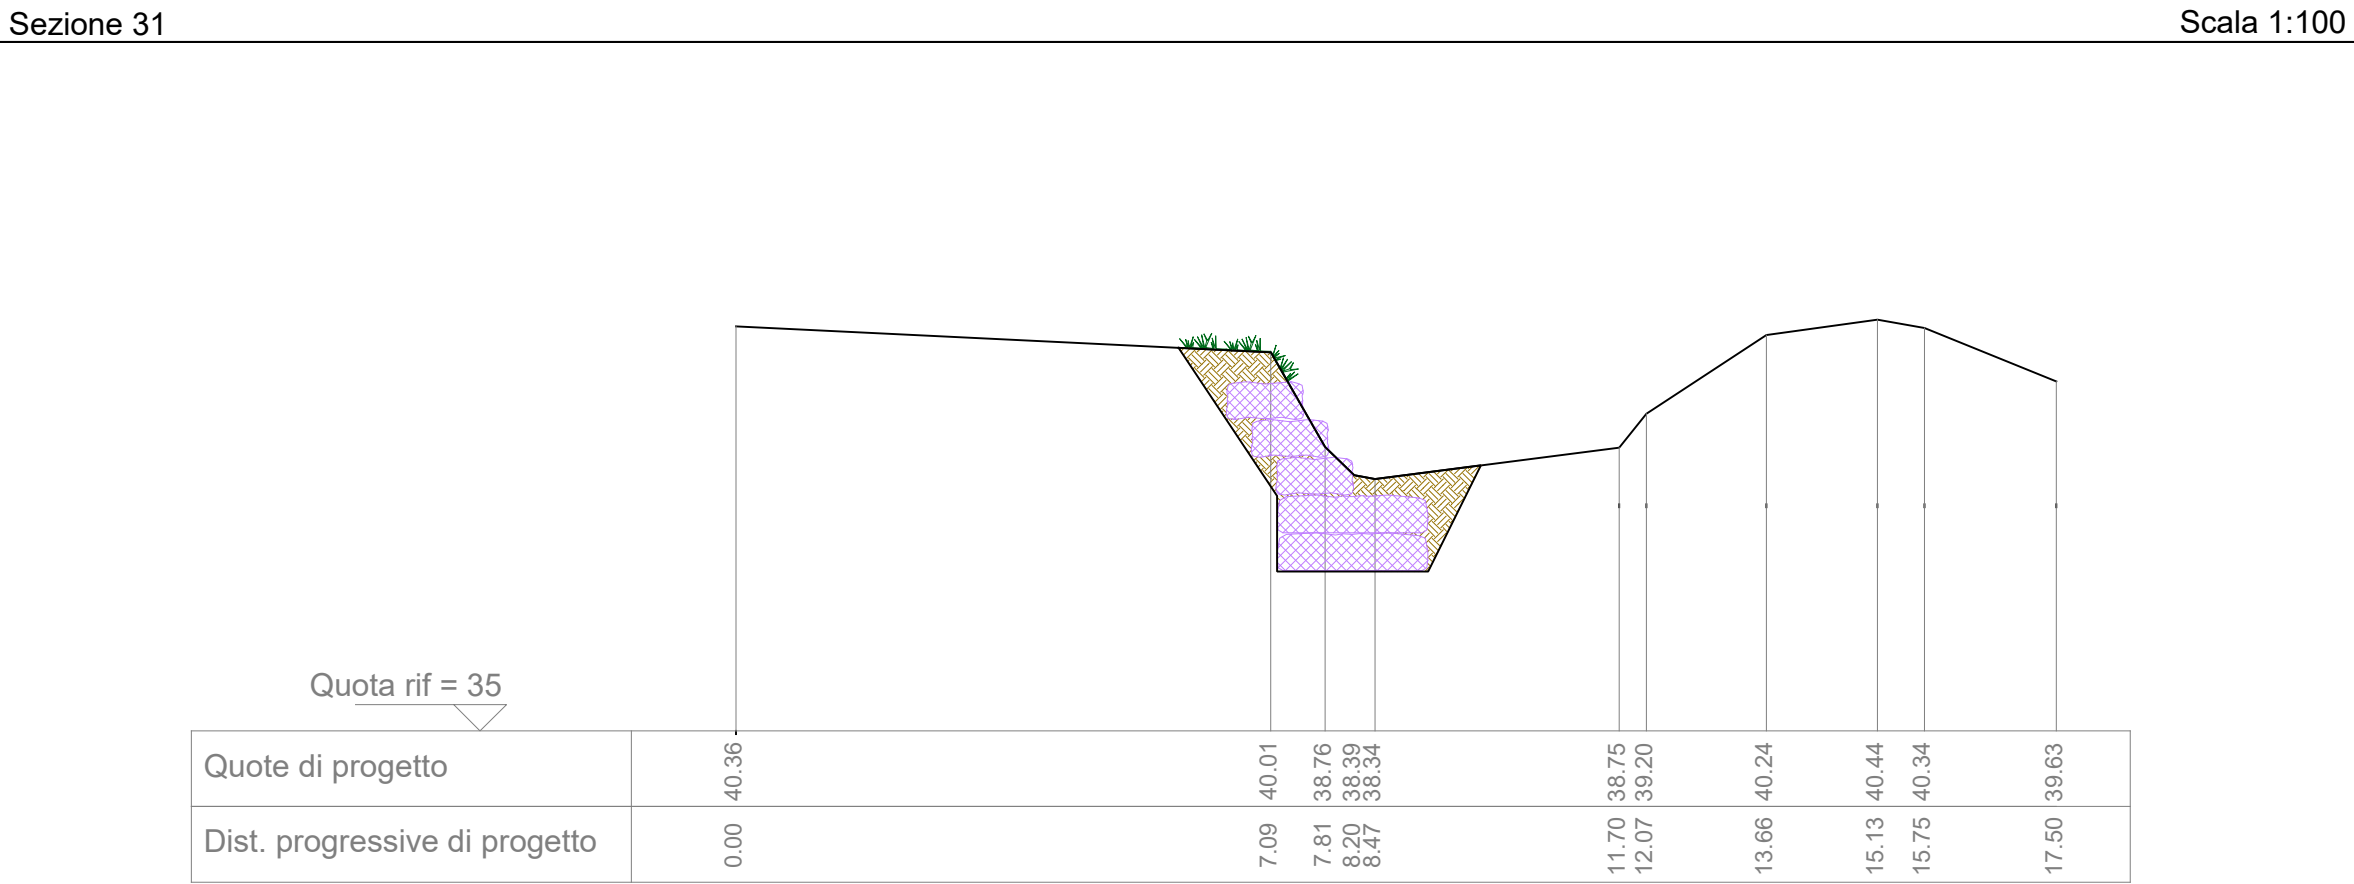 Sezione 31
Scala 1:100
Quota rif = 35
Quote di progetto 40.36 40.01 38.76 38.39 38.34 38.75 39.20 40.24 40.44 40.34 39.63
Dist. progressive di progetto 0.00 7.09 7.81 8.20 8.47 11.70 12.07 13.66 15.13 15.75 17.50